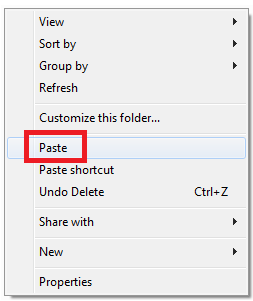 View
Sort by
Group by
Refresh
Customize this folder...
Paste
Paste shortcut
Undo Delete Ctrl+Z
Share with
New
Properties